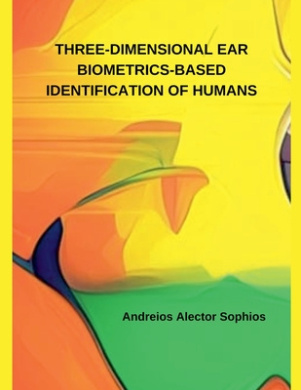 THREE-DIMENSIONAL EAR
BIOMETRICS-BASED
IDENTIFICATION OF HUMANS
Andreios Alector Sophios